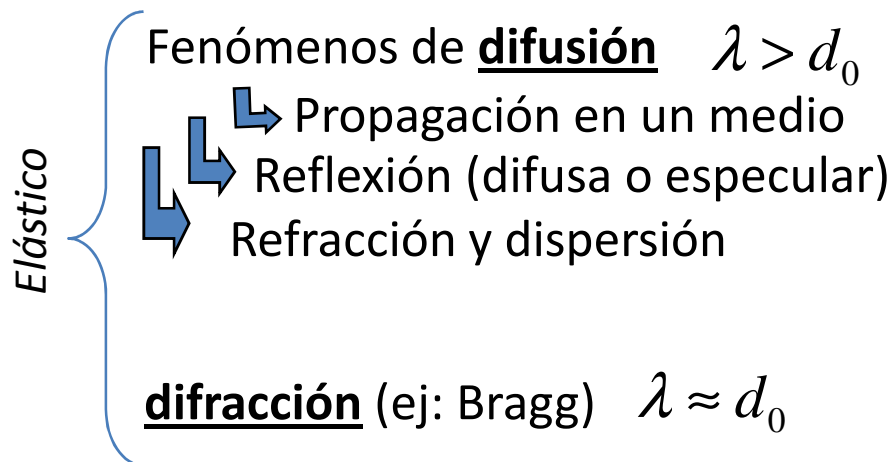 Elástico
Fenómenos de difusión λ > d₀
Propagación en un medio
Reflexión (difusa o especular)
Refracción y dispersión
difracción (ej: Bragg) λ ≈ d₀